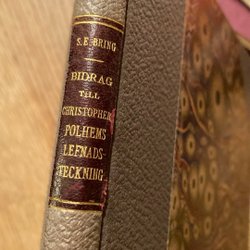 S. E. BRING
BIDRAG
TILL
CHRISTOPHER
POLHEMS
LEFNADS-
TECKNING